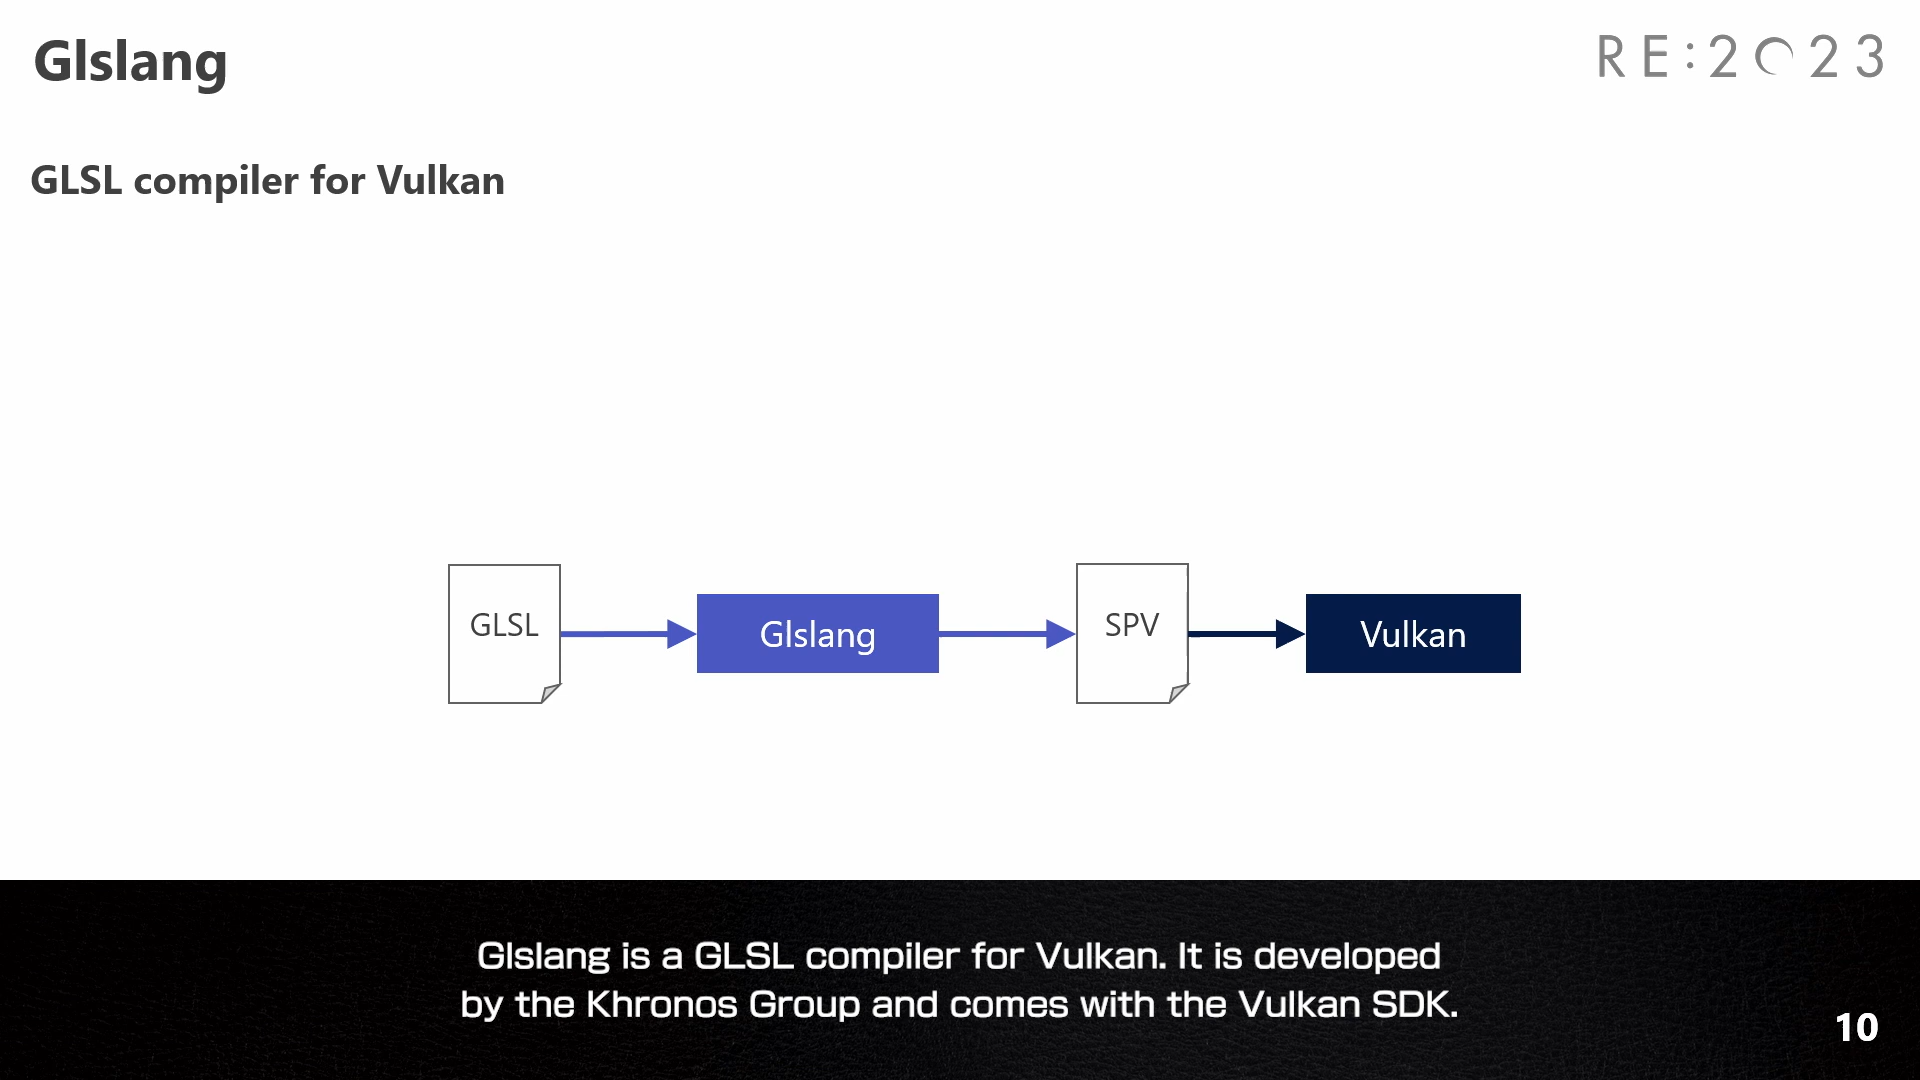 Glslang
RE:2023
GLSL compiler for Vulkan
GLSL
Glslang
SPV
Vulkan
Glslang is a GLSL compiler for Vulkan. It is developed
by the Khronos Group and comes with the Vulkan SDK.
10